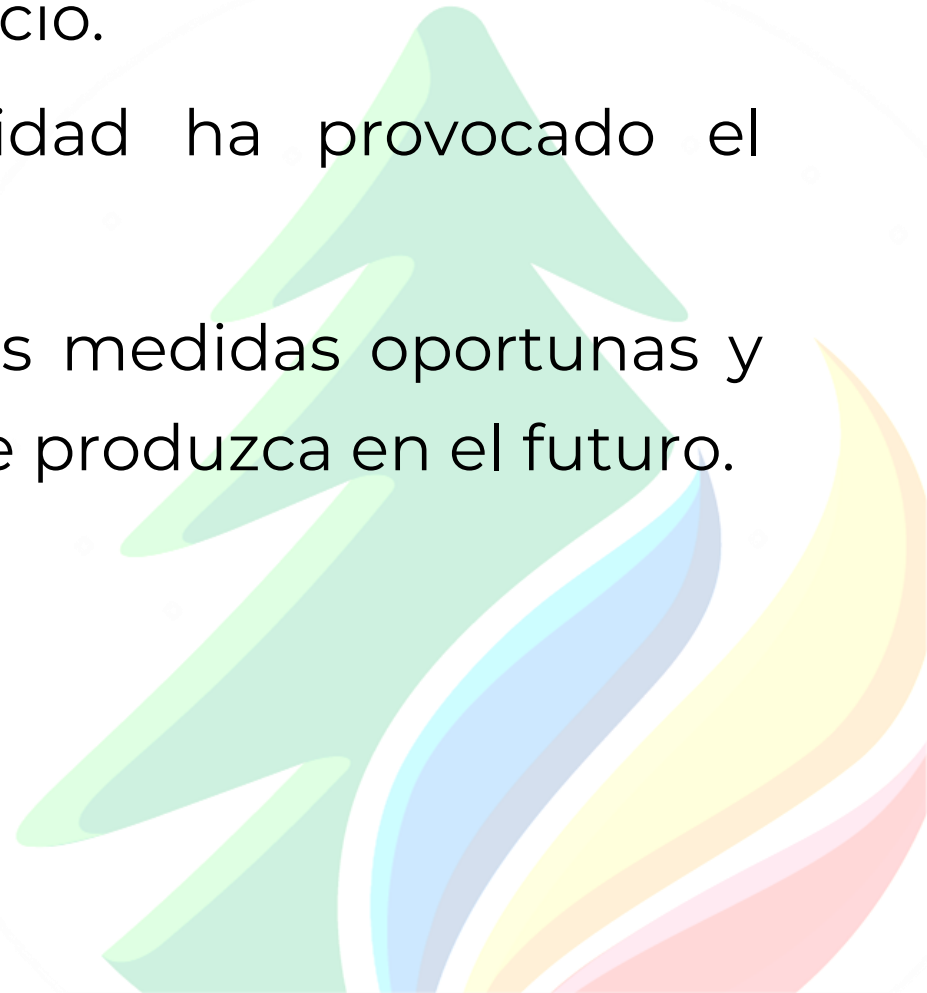 cio.
idad ha provocado el
s medidas oportunas y
e produzca en el futuro.